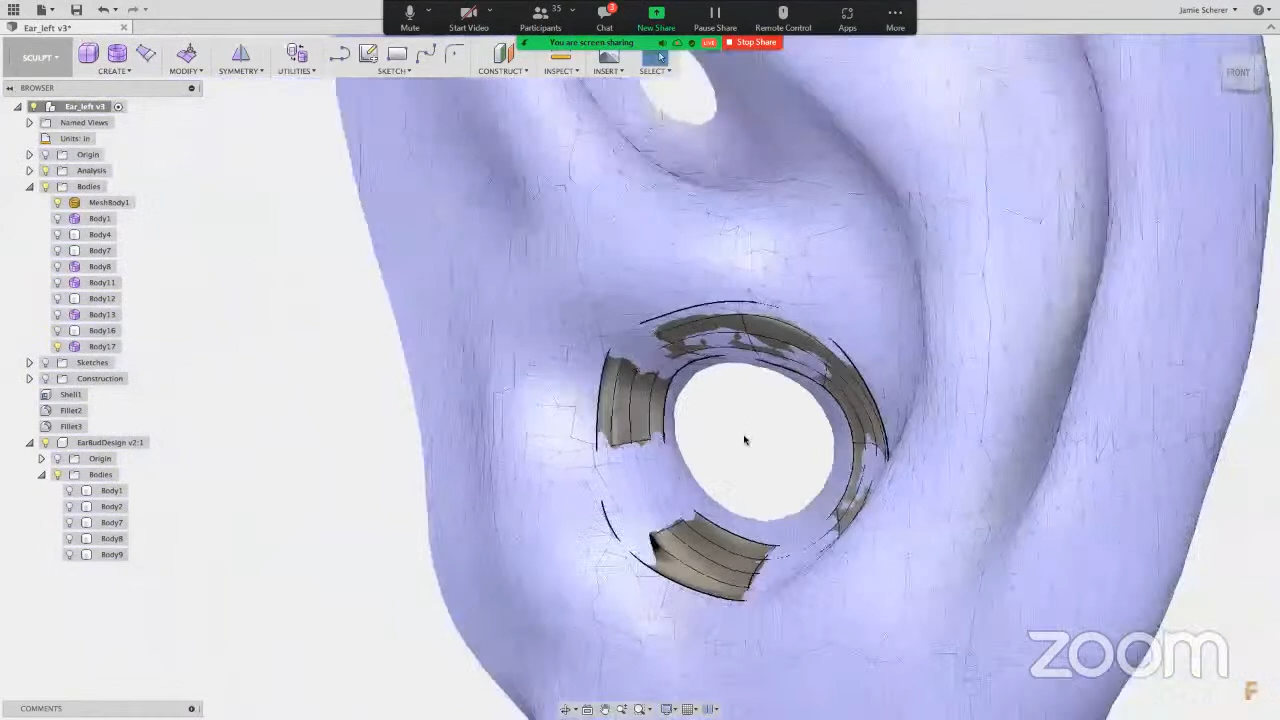 Mute
Start Video
35
Participants
3
Chat
New Share
Pause Share
Remote Control
Apps
More
Jamie Scherer
Ear_left v3*
You are screen sharing
LIVE
Stop Share
SCULPT
CREATE
MODIFY
SYMMETRY
UTILITIES
SKETCH
CONSTRUCT
INSPECT
INSERT
SELECT
FRONT
BROWSER
Ear_left v3
Named Views
Units: in
Origin
Analysis
Bodies
MeshBody1
Body1
Body4
Body7
Body8
Body11
Body12
Body13
Body16
Body17
Sketches
Construction
Shell1
Fillet2
Fillet3
EarBudDesign v2:1
Origin
Bodies
Body1
Body2
Body7
Body8
Body9
zoom
F
COMMENTS